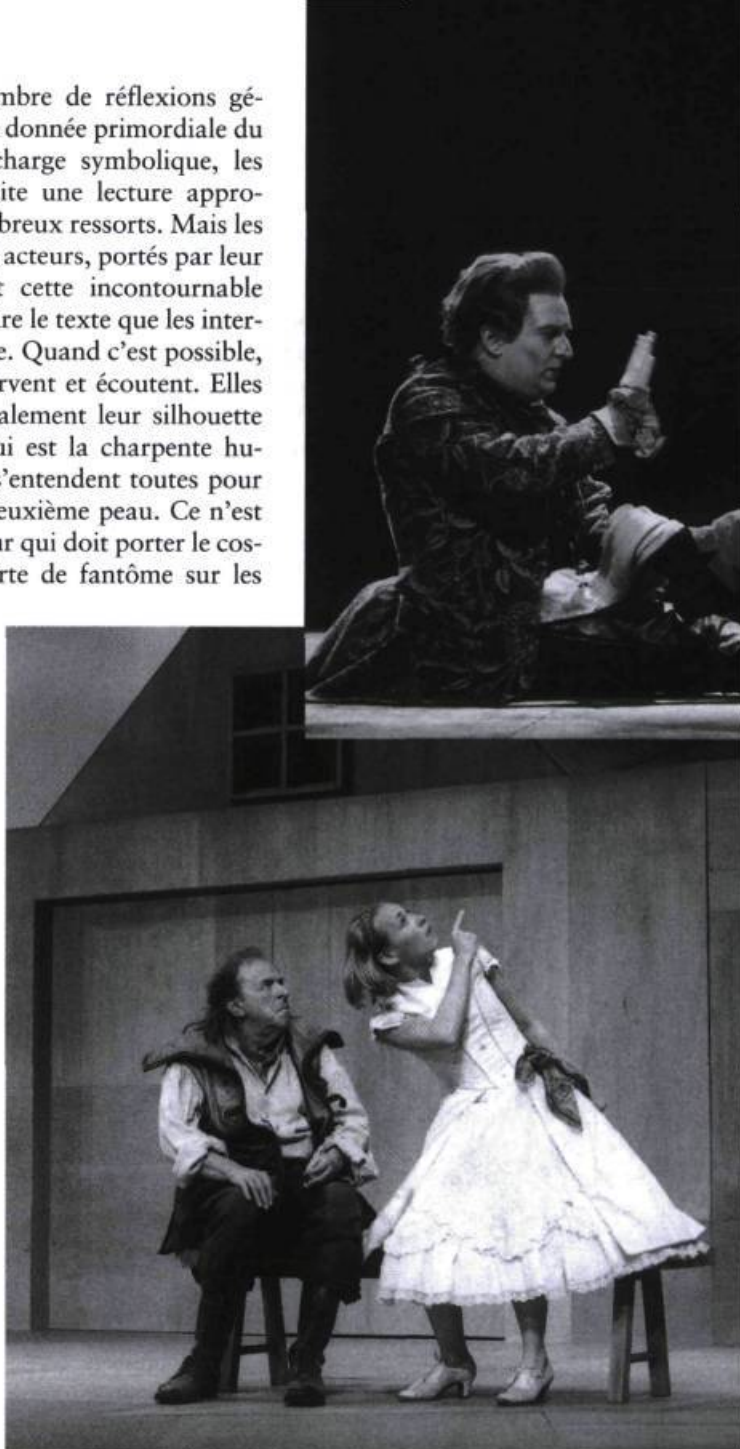 mbre de réflexions gé-
donnée primordiale du
charge symbolique, les
ite une lecture appro-
breux ressorts. Mais les
acteurs, portés par leur
t cette incontournable
re le texte que les inter-
e. Quand c'est possible,
rvent et écoutent. Elles
alement leur silhouette
ui est la charpente hu-
s'entendent toutes pour
euxième peau. Ce n'est
ur qui doit porter le cos-
rte de fantôme sur les